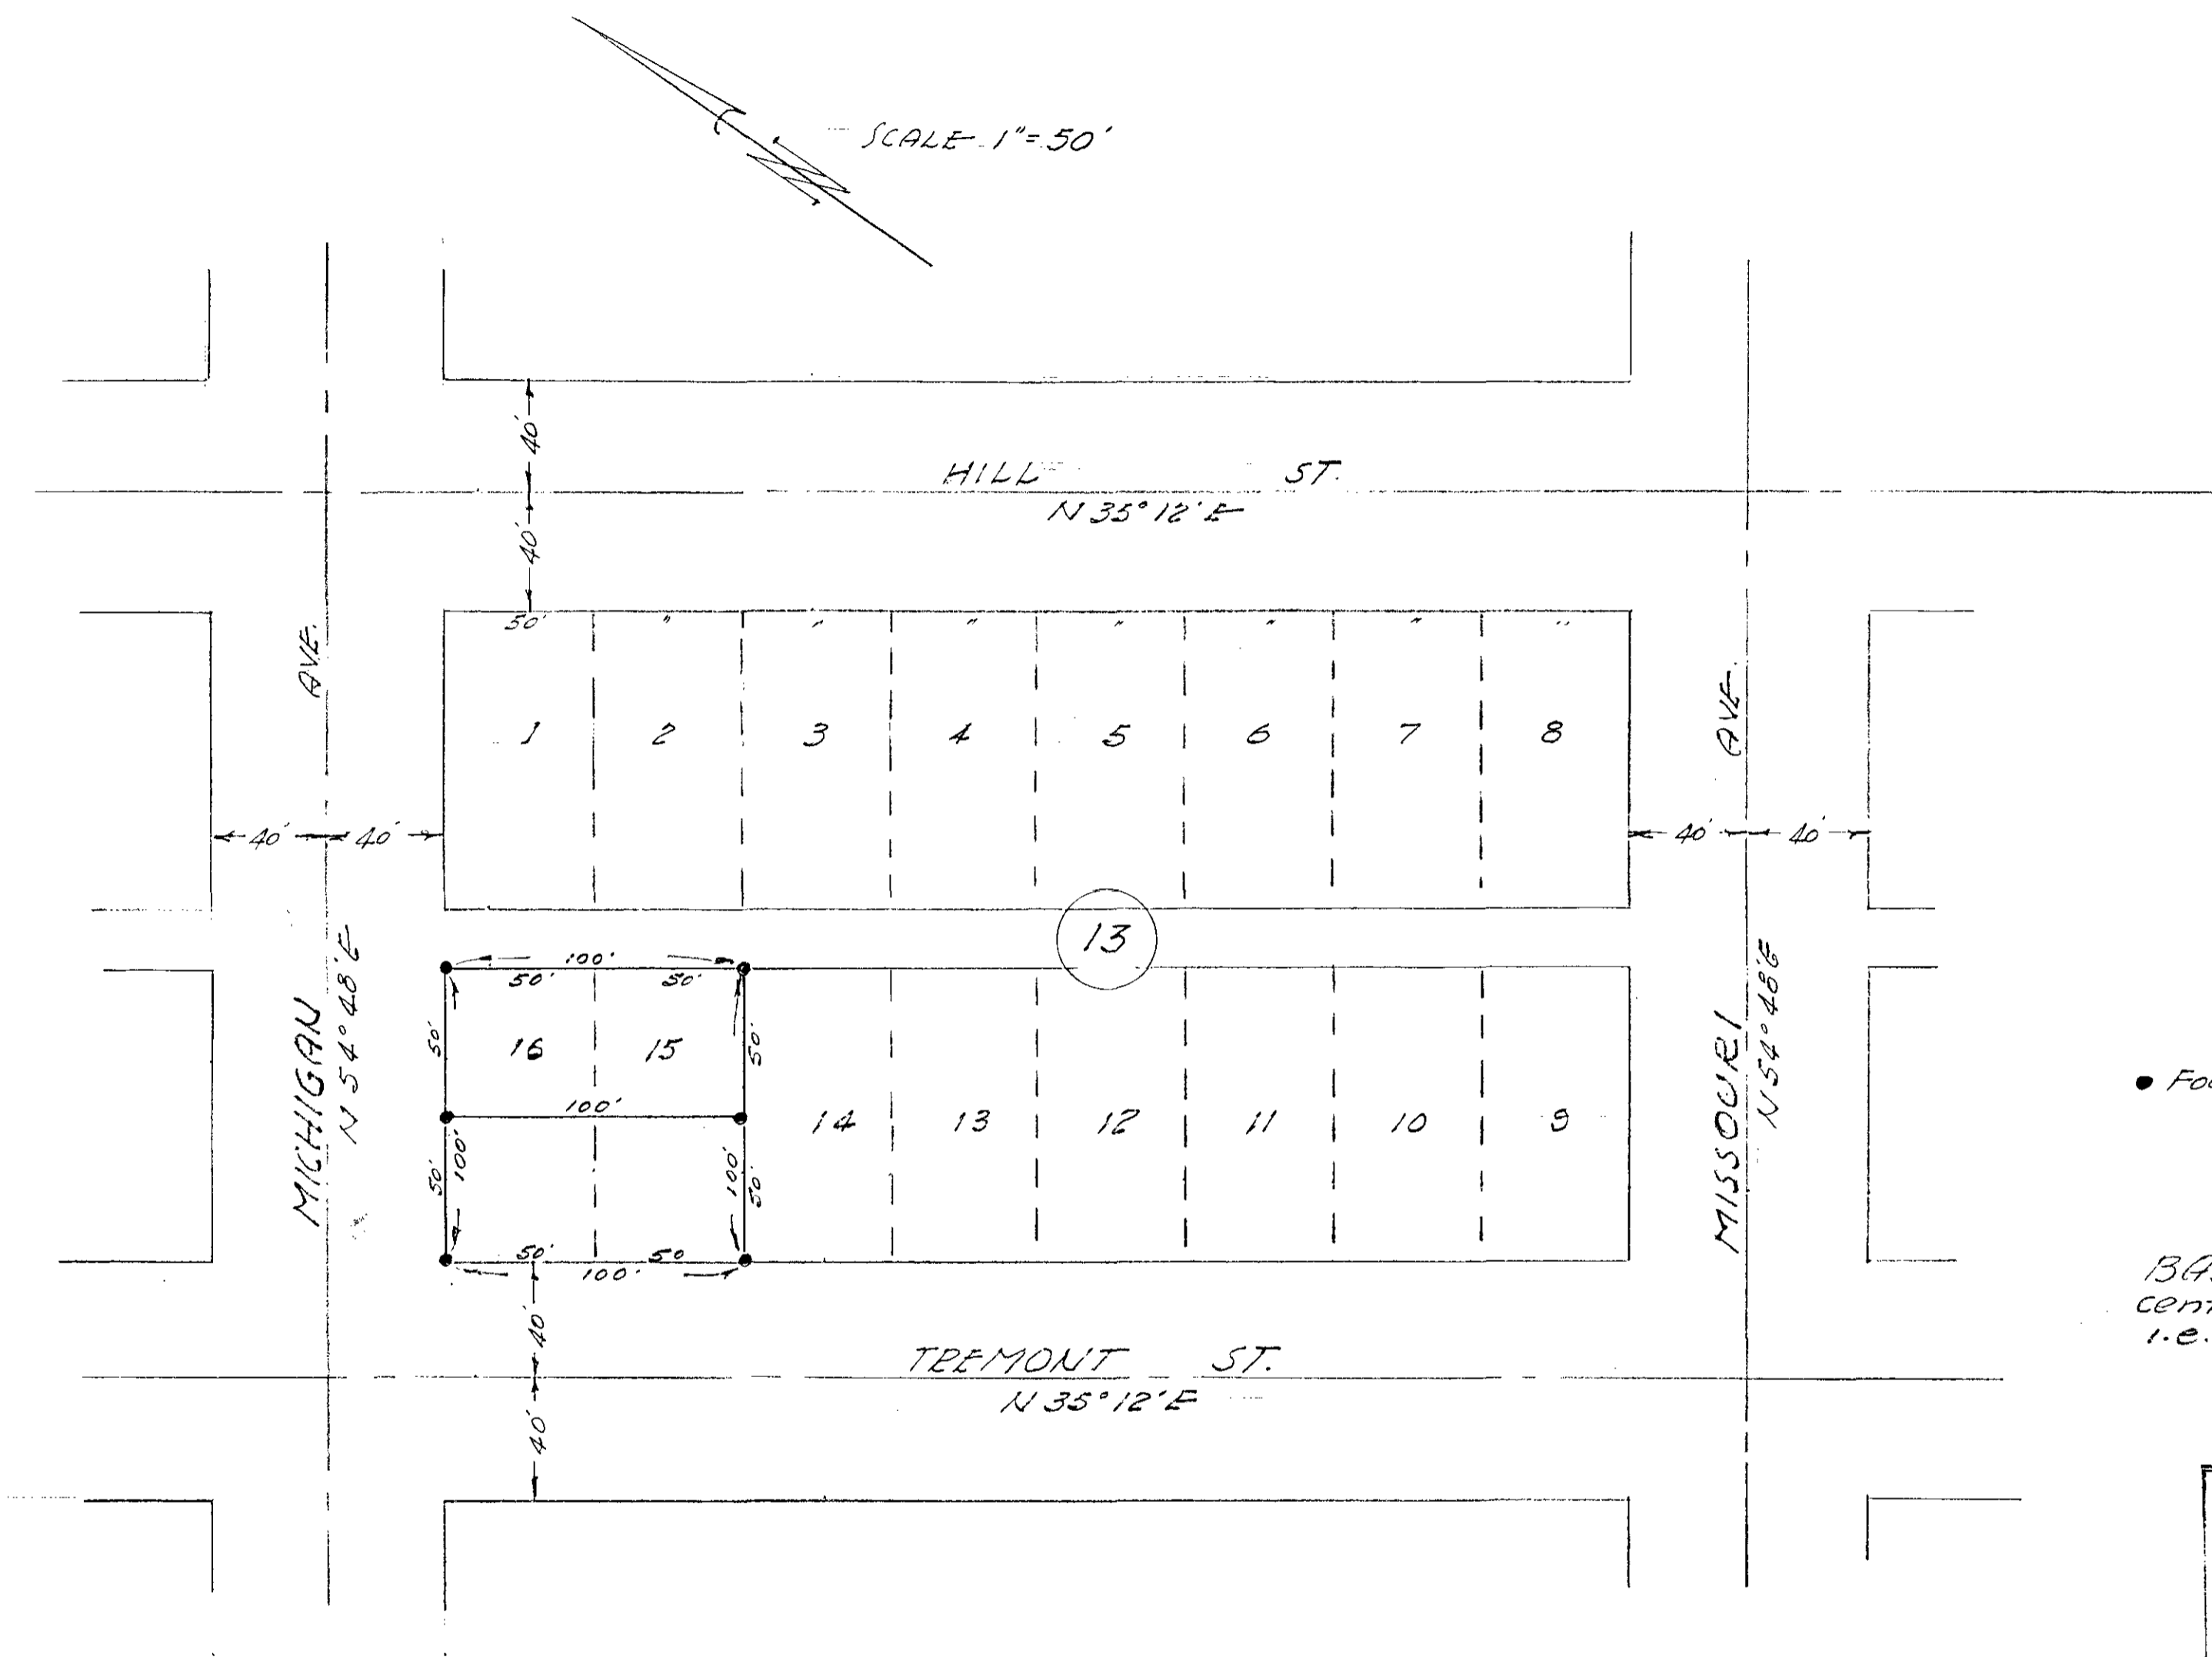 SCALE 1"=50'
40'
40'
HILL ST.
N 35° 12' E
50' " " " " " " "
MICHIGAN AVE.
N 54° 48' E
1 2 3 4 5 6 7 8
MISSOURI AVE.
N 54° 48' E
40' 40'
40' 40'
13
100'
50' 50'
50'
16 15
50'
100'
14 13 12 11 10 9
50'
100'
100'
50'
50' 50
100'
40'
40'
TREMONT ST.
N 35° 12' E
cent
i.e.